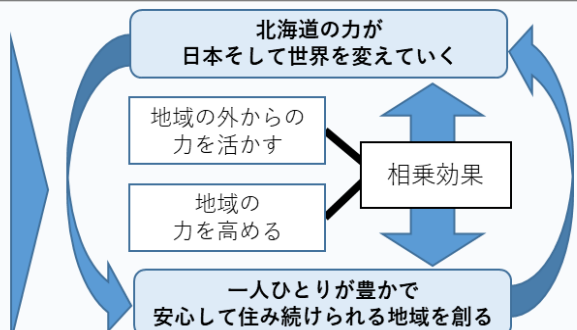 北海道の力が
日本そして世界を変えていく
地域の外からの
力を活かす
相乗効果
地域の
力を高める
一人ひとりが豊かで
安心して住み続けられる地域を創る